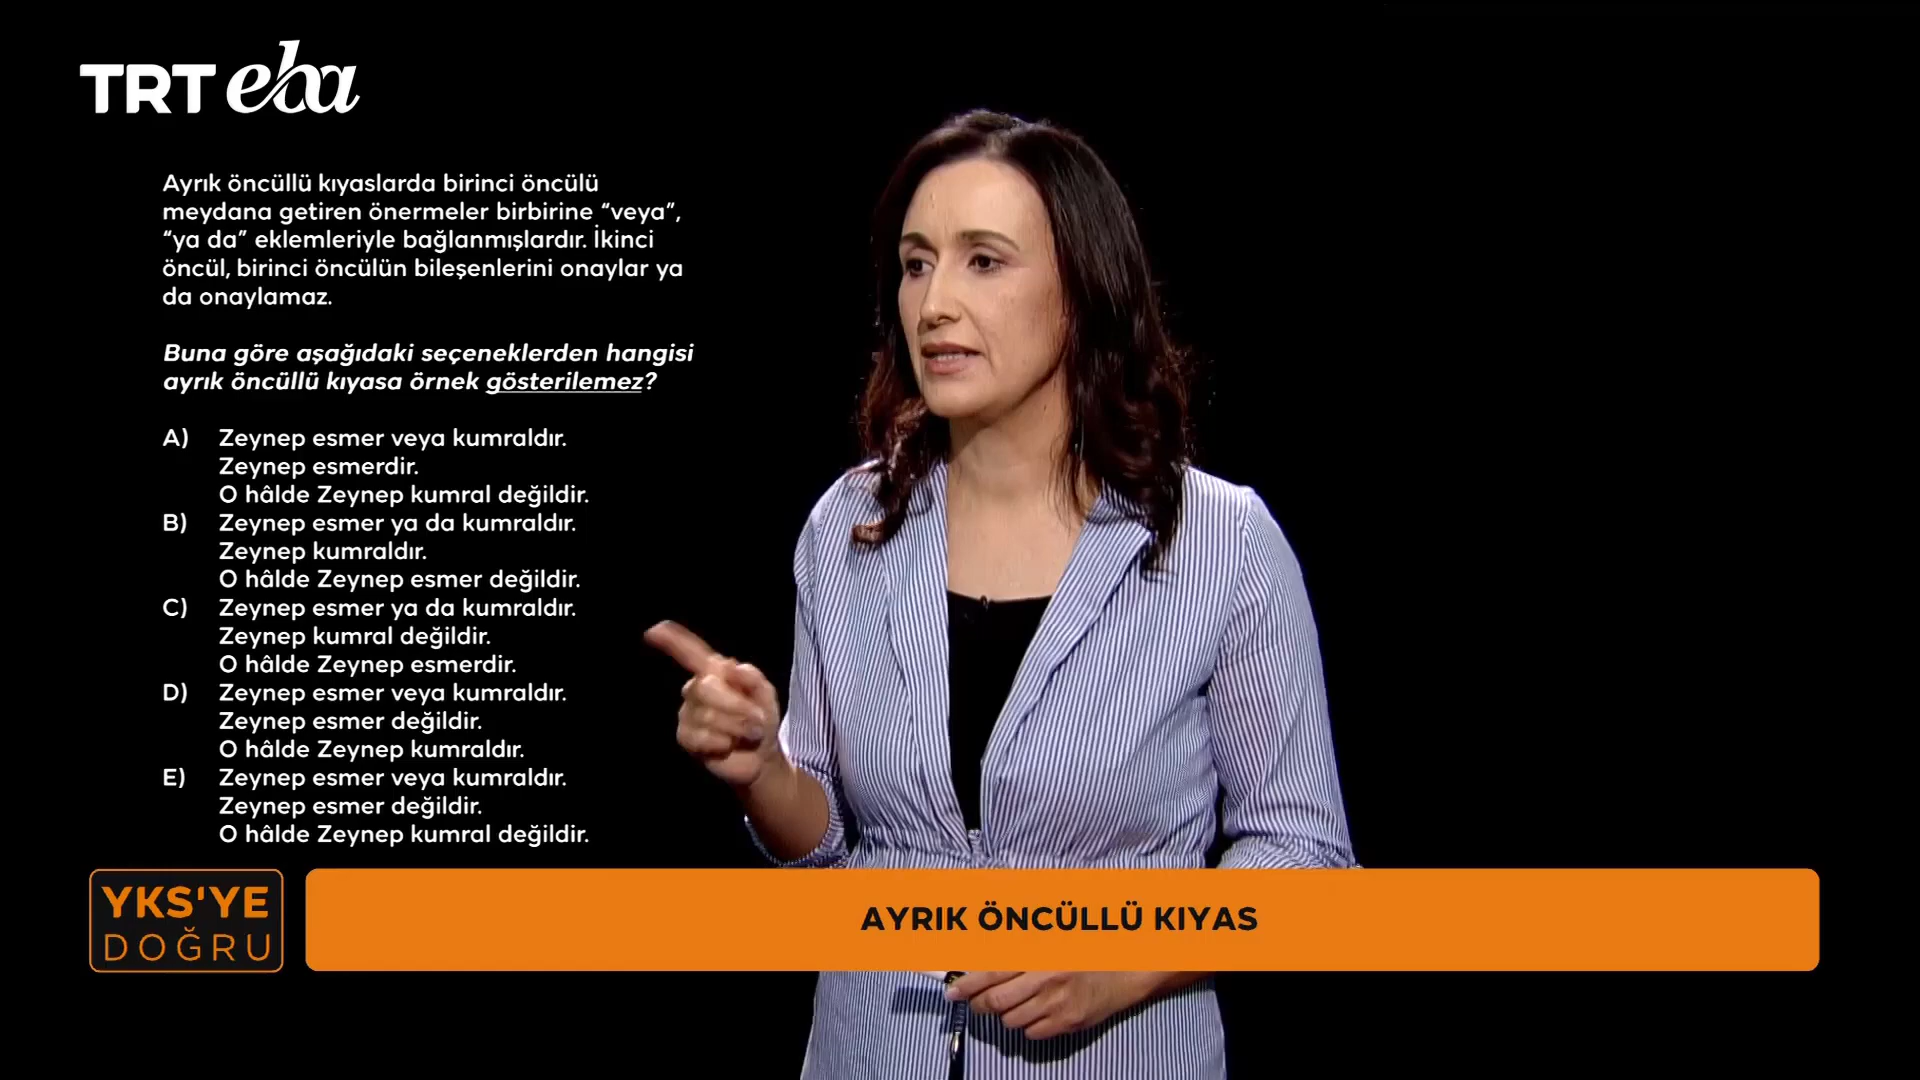 TRT eba
Ayrık öncüllü kıyaslarda birinci öncülü
meydana getiren önermeler birbirine “veya”,
“ya da” eklemleriyle bağlanmışlardır. İkinci
öncül, birinci öncülün bileşenlerini onaylar ya
da onaylamaz.
Buna göre aşağıdaki seçeneklerden hangisi
ayrık öncüllü kıyasa örnek gösterilemez?
A) Zeynep esmer veya kumraldır.
Zeynep esmerdir.
O hâlde Zeynep kumral değildir.
B) Zeynep esmer ya da kumraldır.
Zeynep kumraldır.
O hâlde Zeynep esmer değildir.
C) Zeynep esmer ya da kumraldır.
Zeynep kumral değildir.
O hâlde Zeynep esmerdir.
D) Zeynep esmer veya kumraldır.
Zeynep esmer değildir.
O hâlde Zeynep kumraldır.
E) Zeynep esmer veya kumraldır.
Zeynep esmer değildir.
O hâlde Zeynep kumral değildir.
YKS'YE
DOĞRU
AYRIK ÖNCÜLLÜ KIYAS